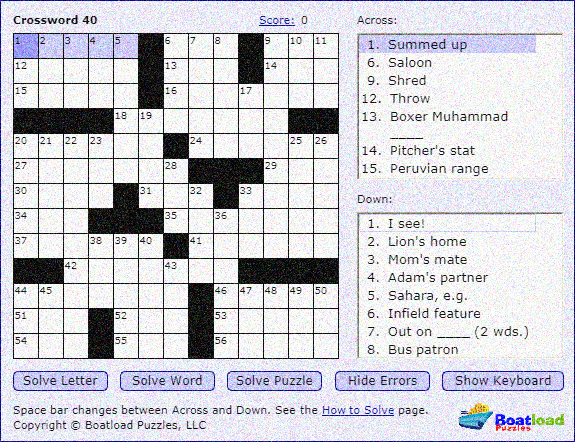 Crossword 40
Score: 0
1 2 3 4 5 6 7 8 9 10 11
12 13 14
15 16 17
18 19
20 21 22 23 24 25 26
27 28 29
30 31 32 33
34 35 36
37 38 39 40 41
42 43
44 45 46 47 48 49 50
51 52 53
54 55 56
Across:
1. Summed up
6. Saloon
9. Shred
12. Throw
13. Boxer Muhammad
____
14. Pitcher's stat
15. Peruvian range
Down:
1. I see!
2. Lion's home
3. Mom's mate
4. Adam's partner
5. Sahara, e.g.
6. Infield feature
7. Out on ____ (2 wds.)
8. Bus patron
Solve Letter
Solve Word
Solve Puzzle
Hide Errors
Show Keyboard
Space bar changes between Across and Down. See the How to Solve page.
Copyright © Boatload Puzzles, LLC
Boatload
Puzzles